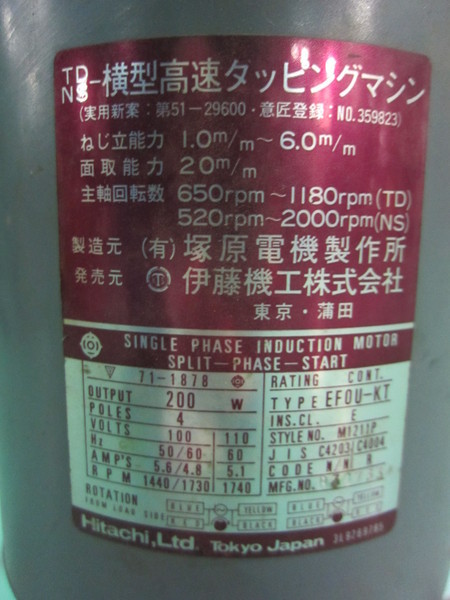 TD
NS-横型高速タッピングマシン
(実用新案:第51-29600・意匠登録:NO.359823)
ねじ立能力 1.0m/m~6.0m/m
面取能力 20m/m
主軸回転数 650rpm~1180rpm(TD)
520rpm~2000rpm(NS)
製造元 (有)塚原電機製作所
発売元 伊藤機工株式会社
東京・蒲田
SINGLE PHASE INDUCTION MOTOR
SPLIT-PHASE-START
71-1878 RATING CONT.
OUTPUT 200 W TYPE EFOU-KT
POLES 4 INS.CL. E
VOLTS 100 110 STYLE NO. M1211P
Hz 50/60 60 JIS C4203 C4004
AMP'S 5.6/4.8 5.1 CODE N/N R
RPM 1440/1730 1740 MFG.NO.
ROTATION BLUE YELLOW BLUE YELLOW
FROM LOAD SIDE RED BLACK RED BLACK
Hitachi,Ltd. Tokyo Japan